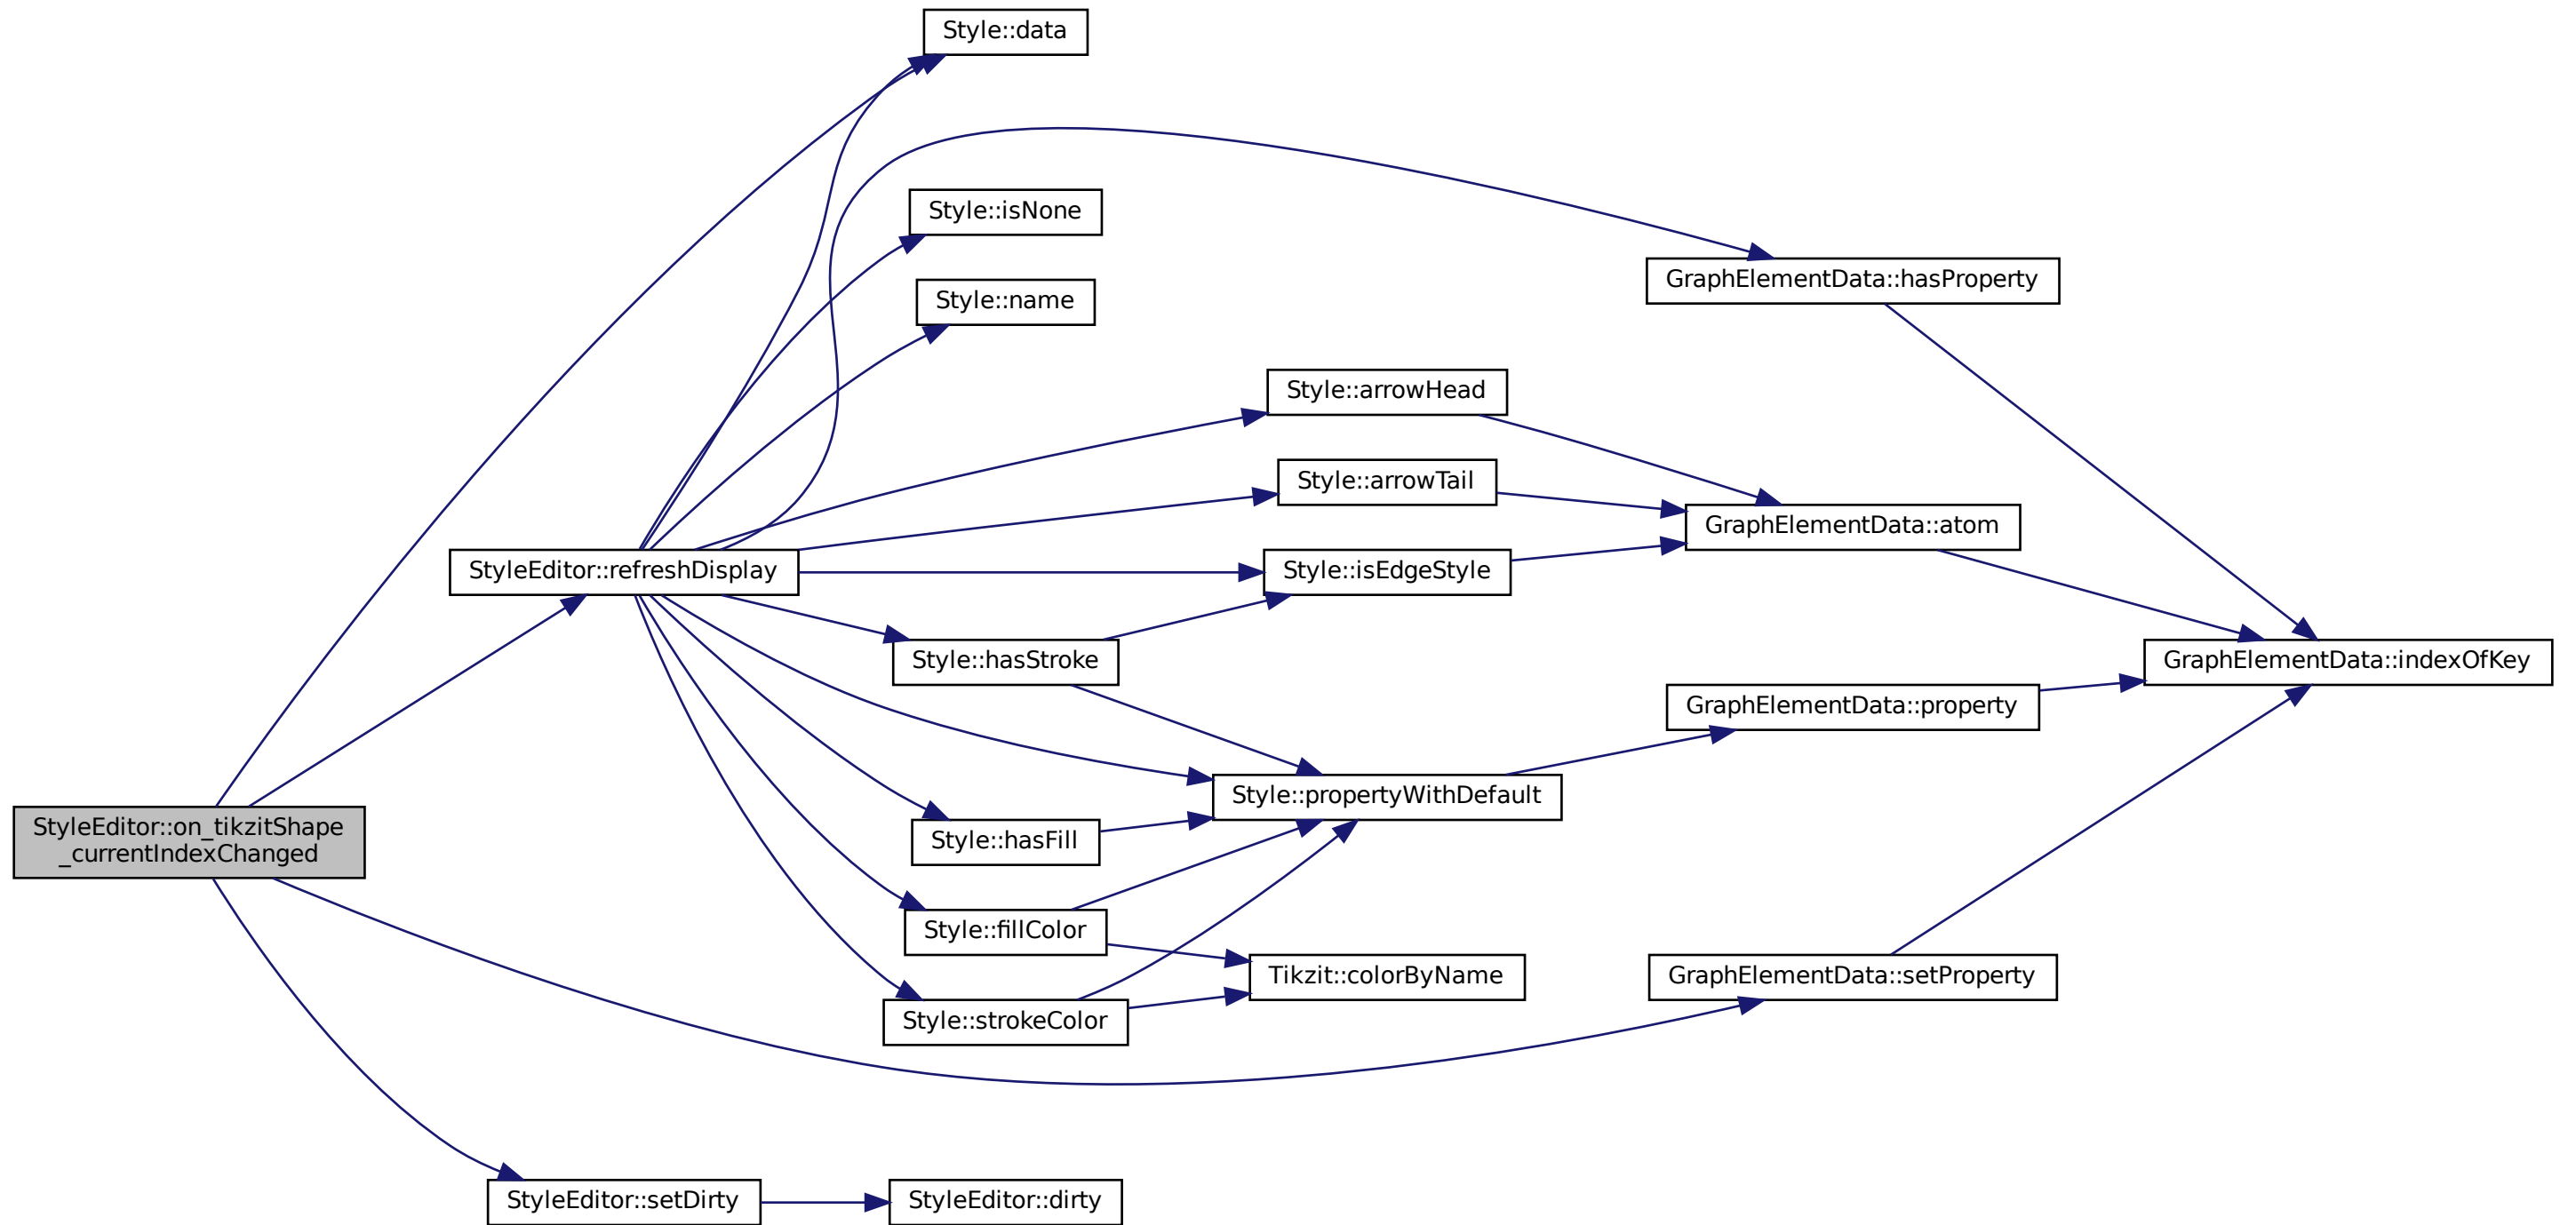 Style::data
Style::isNone
GraphElementData::hasProperty
Style::name
Style::arrowHead
Style::arrowTail
GraphElementData::atom
StyleEditor::refreshDisplay
Style::isEdgeStyle
Style::hasStroke
GraphElementData::indexOfKey
GraphElementData::property
Style::propertyWithDefault
StyleEditor::on_tikzitShape
_currentIndexChanged
Style::hasFill
Style::fillColor
Tikzit::colorByName
GraphElementData::setProperty
Style::strokeColor
StyleEditor::setDirty
StyleEditor::dirty